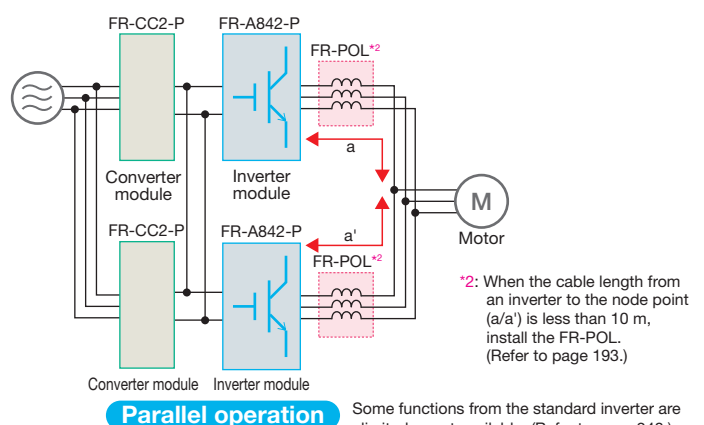 FR-CC2-P
FR-A842-P
FR-POL*2
a
Converter
module
Inverter
module
M
Motor
FR-CC2-P
FR-A842-P
a'
FR-POL*2
*2: When the cable length from
an inverter to the node point
(a/a') is less than 10 m,
install the FR-POL.
(Refer to page 193.)
Converter module
Inverter module
Parallel operation
Some functions from the standard inverter are